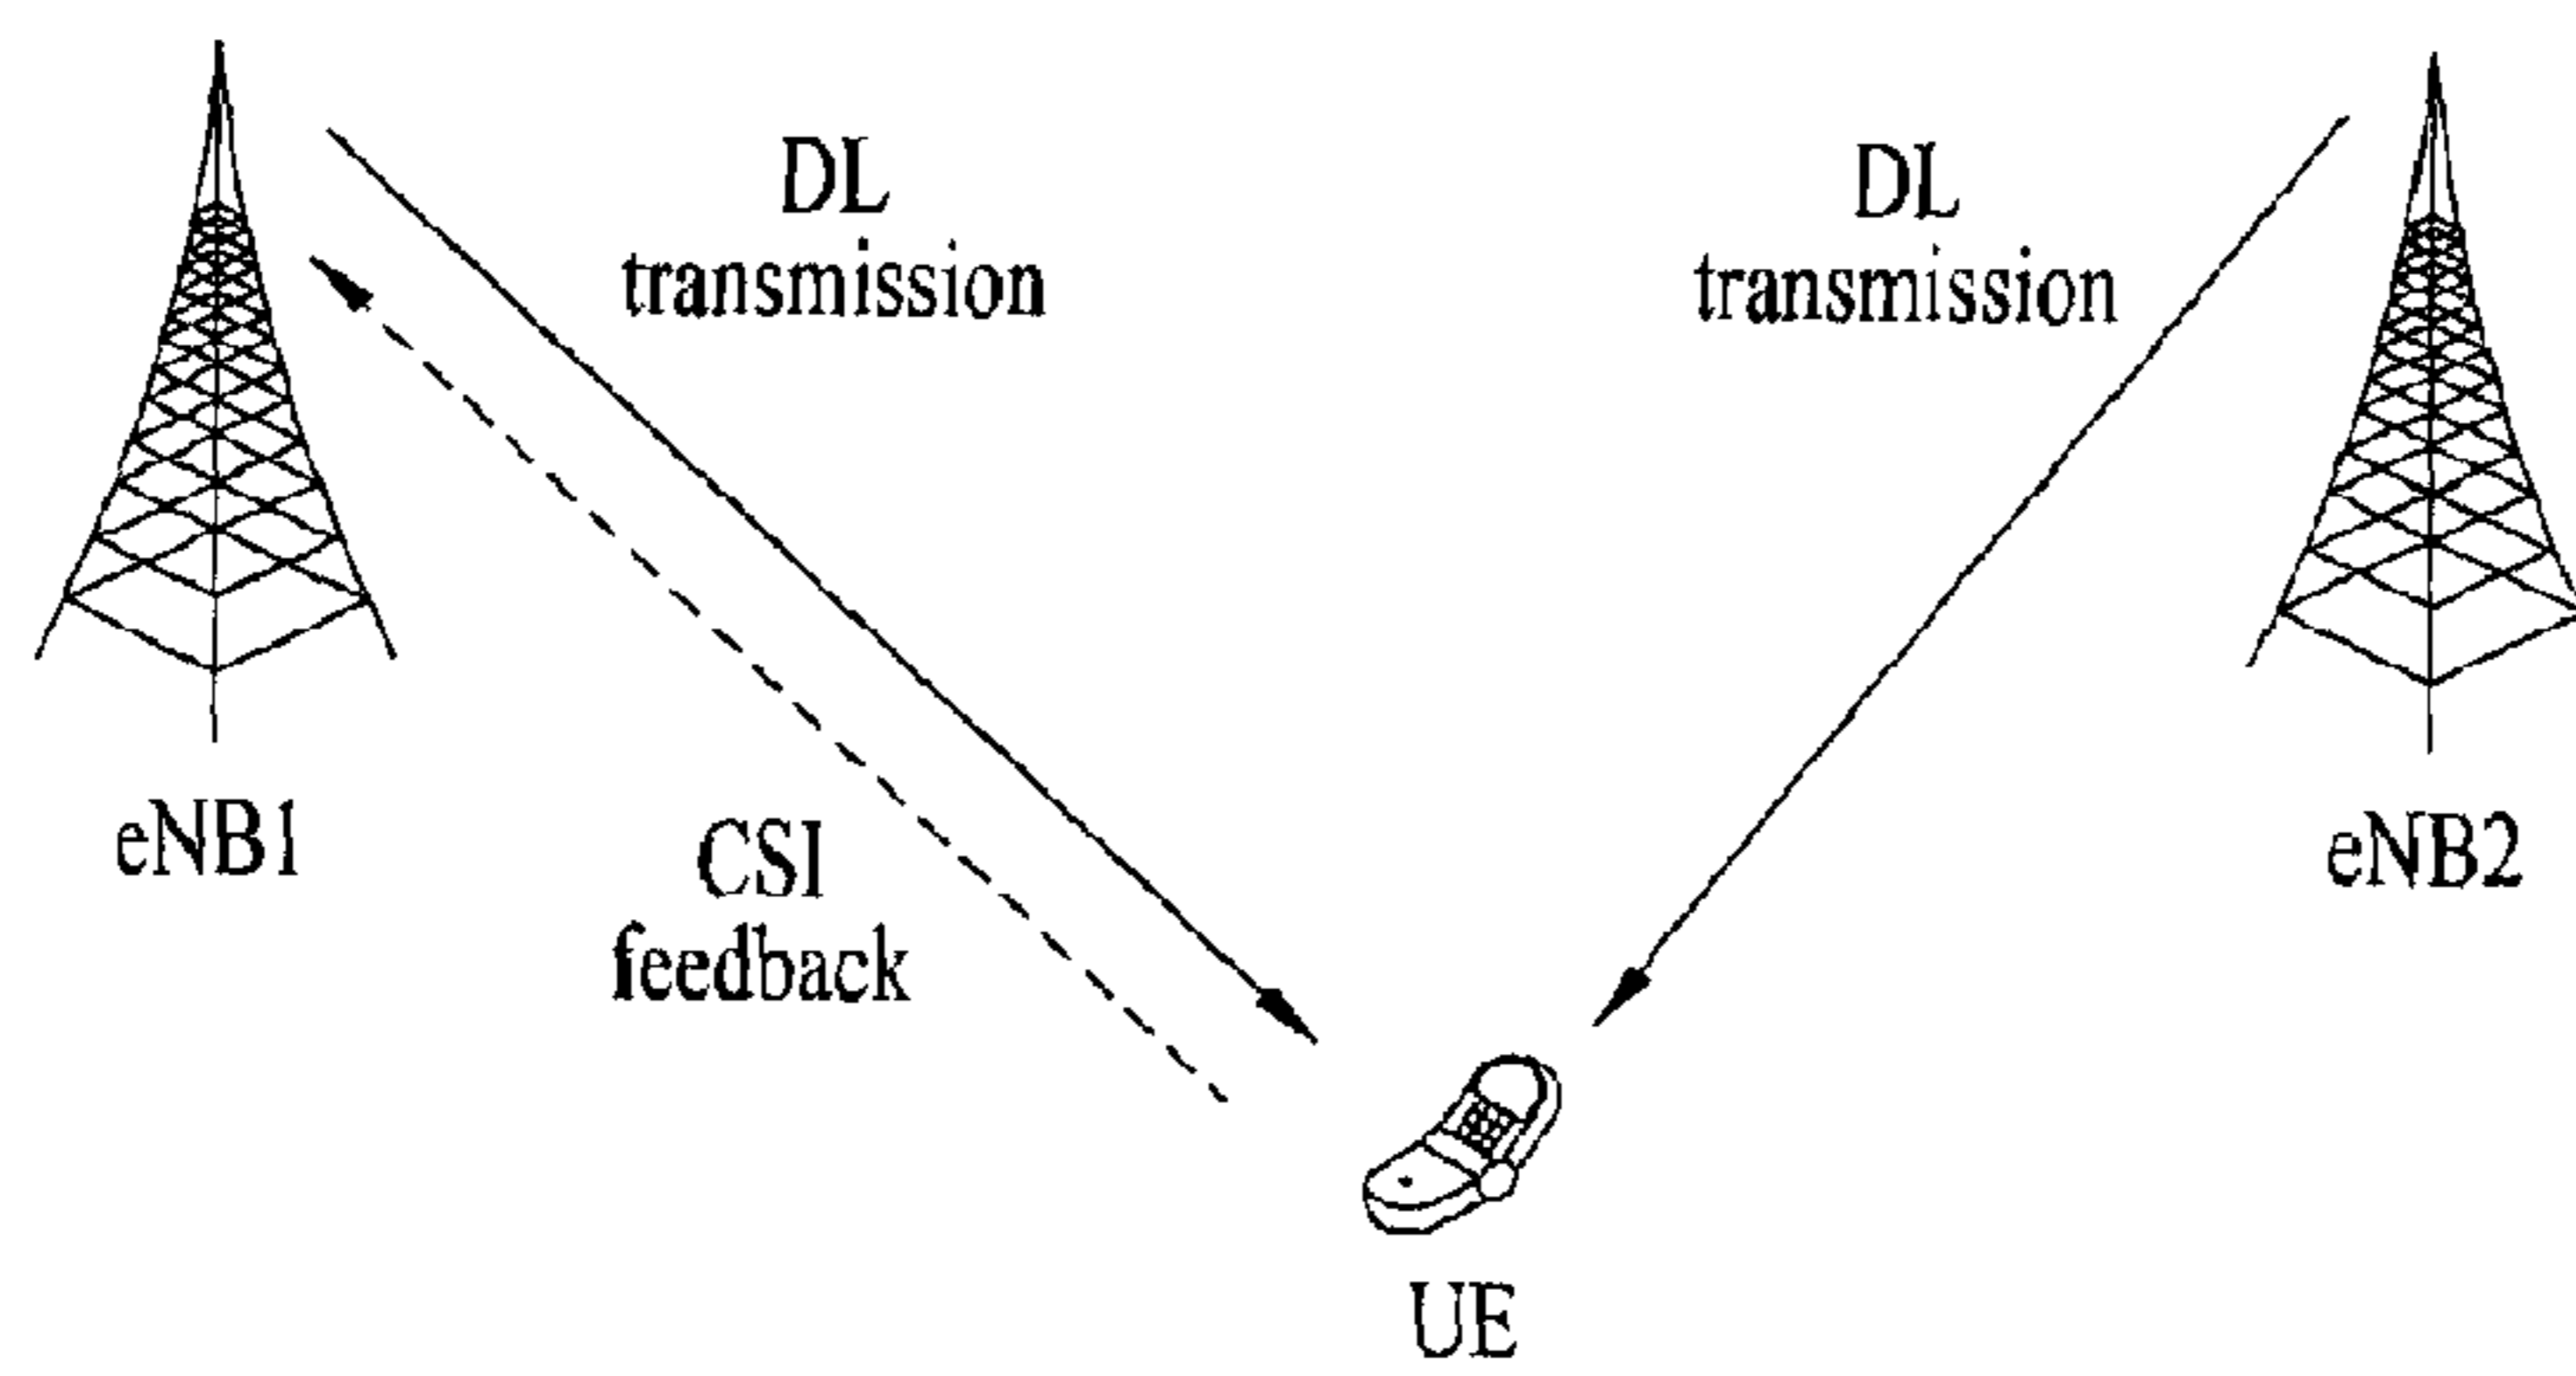 DL
transmission
DL
transmission
eNB1
CSI
feedback
eNB2
UE